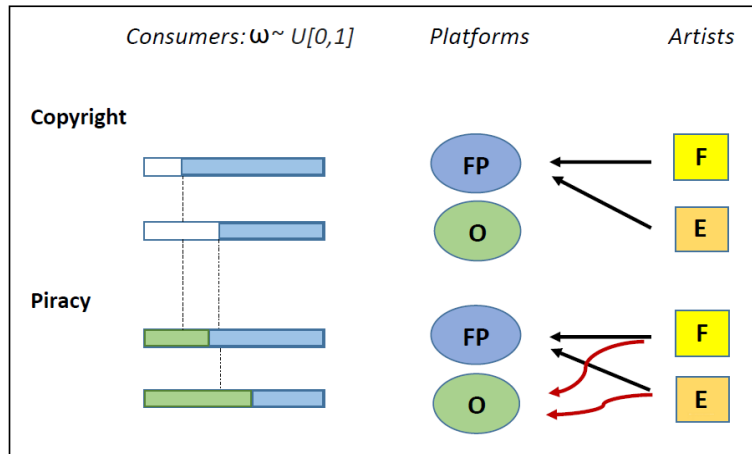 Consumers: ω~ U[0,1] Platforms Artists
Copyright
FP F
O E
Piracy
FP F
O E